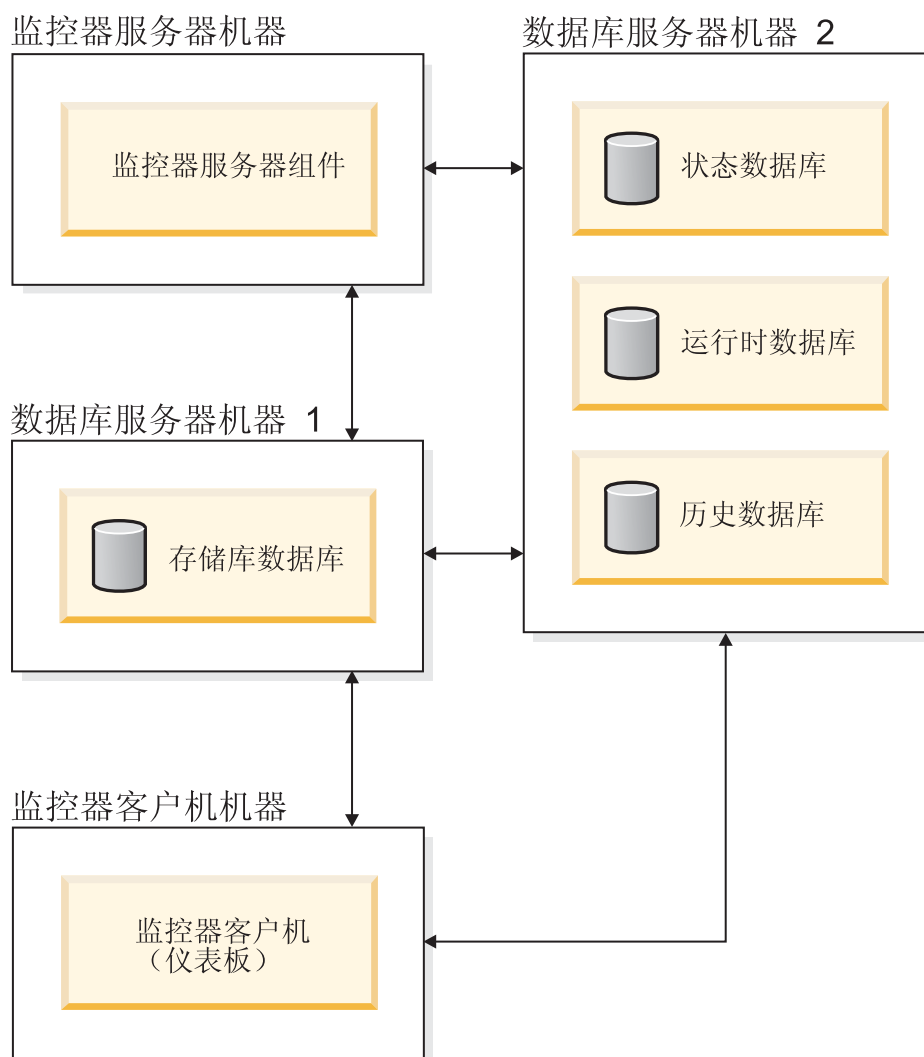 监控器服务器机器
监控器服务器组件
数据库服务器机器 2
状态数据库
运行时数据库
历史数据库
数据库服务器机器 1
存储库数据库
监控器客户机机器
监控器客户机
（仪表板）